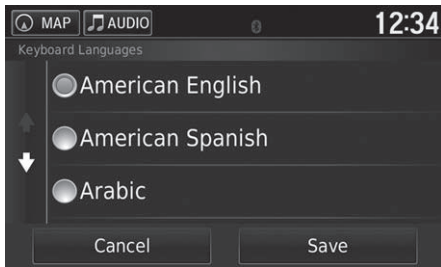 MAP AUDIO 12:34
Keyboard Languages
American English
American Spanish
Arabic
Cancel Save